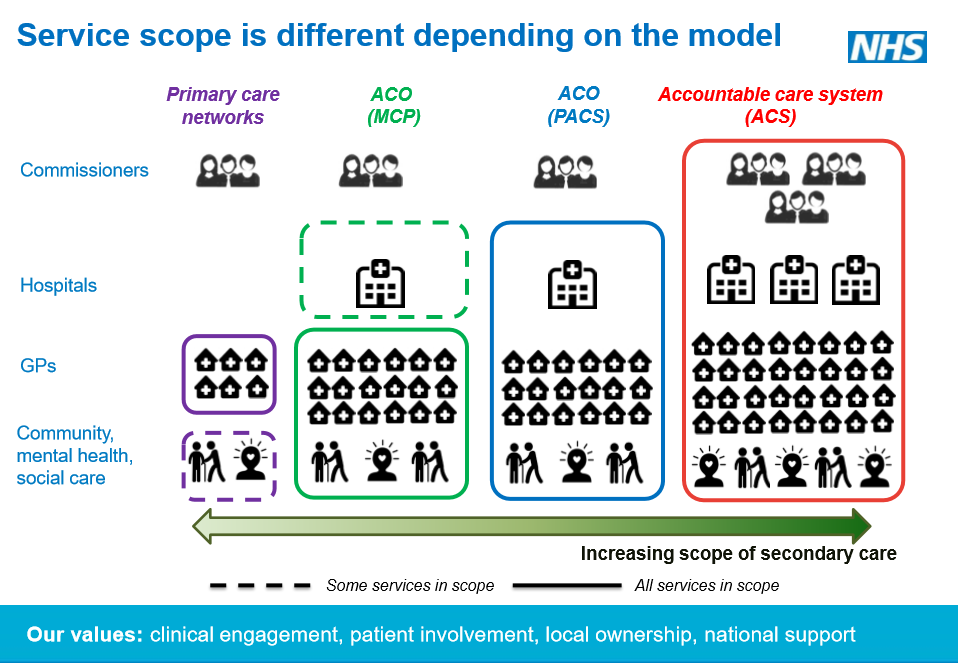 Service scope is different depending on the model
NHS
Primary care
networks
ACO
(MCP)
ACO
(PACS)
Accountable care system
(ACS)
Commissioners
Hospitals
GPs
Community,
mental health,
social care
Increasing scope of secondary care
Some services in scope
All services in scope
Our values: clinical engagement, patient involvement, local ownership, national support